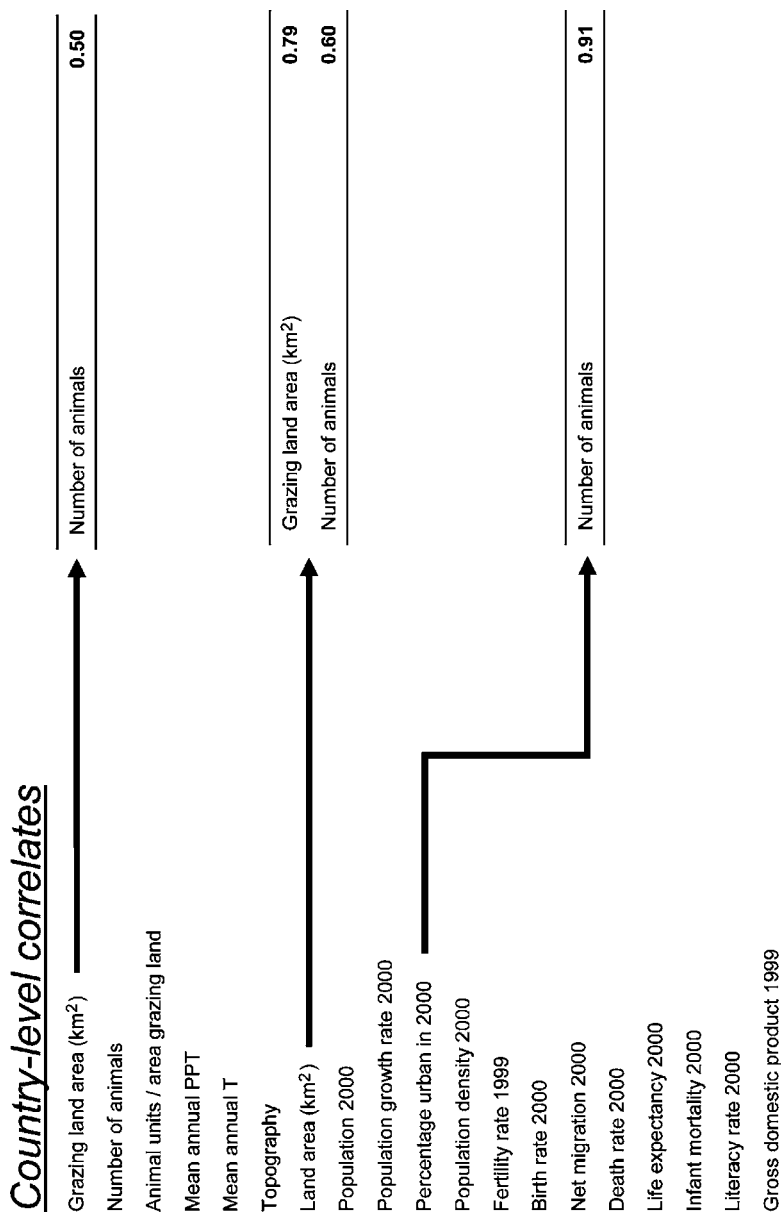 Country-level correlates
Grazing land area (km²)
Number of animals
Animal units / area grazing land
Mean annual PPT
Mean annual T
Topography
Land area (km²)
Population 2000
Population growth rate 2000
Percentage urban in 2000
Population density 2000
Fertility rate 1999
Birth rate 2000
Net migration 2000
Death rate 2000
Life expectancy 2000
Infant mortality 2000
Literacy rate 2000
Gross domestic product 1999
Number of animals 0.50
Grazing land area (km²) 0.79
Number of animals 0.60
Number of animals 0.91